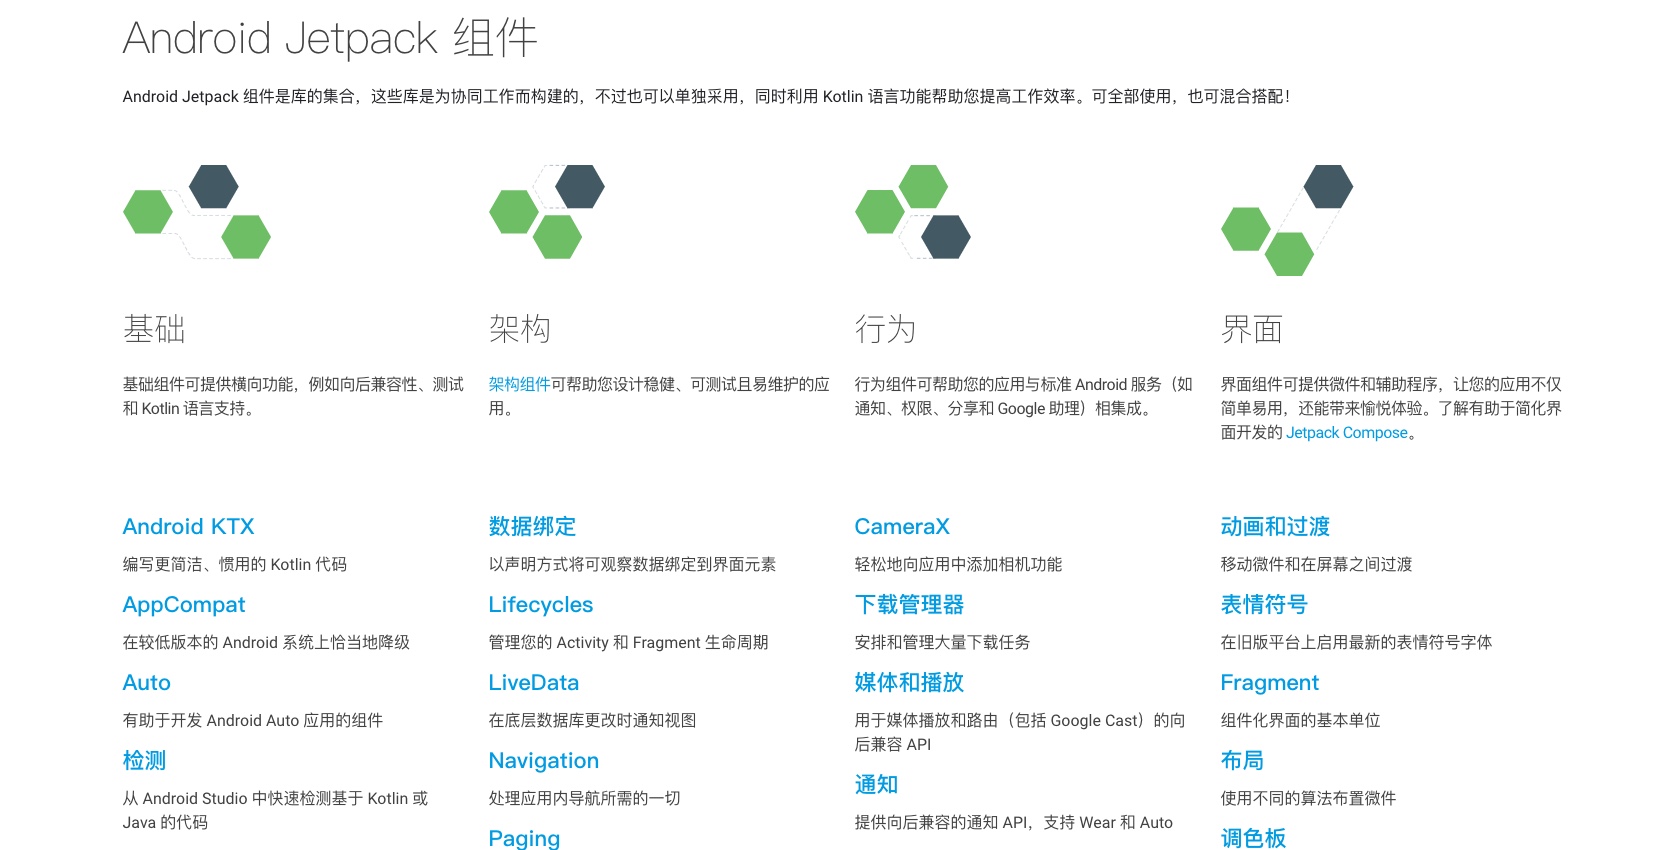 Android Jetpack 组件
Android Jetpack 组件是库的集合，这些库是为协同工作而构建的，不过也可以单独采用，同时利用 Kotlin 语言功能帮助您提高工作效率。可全部使用，也可混合搭配！
基础
基础组件可提供横向功能，例如向后兼容性、测试
和 Kotlin 语言支持。
Android KTX
编写更简洁、惯用的 Kotlin 代码
AppCompat
在较低版本的 Android 系统上恰当地降级
Auto
有助于开发 Android Auto 应用的组件
检测
从 Android Studio 中快速检测基于 Kotlin 或
Java 的代码
架构
架构组件可帮助您设计稳健、可测试且易维护的应
用。
数据绑定
以声明方式将可观察数据绑定到界面元素
Lifecycles
管理您的 Activity 和 Fragment 生命周期
LiveData
在底层数据库更改时通知视图
Navigation
处理应用内导航所需的一切
Paging
行为
行为组件可帮助您的应用与标准 Android 服务（如
通知、权限、分享和 Google 助理）相集成。
CameraX
轻松地向应用中添加相机功能
下载管理器
安排和管理大量下载任务
媒体和播放
用于媒体播放和路由（包括 Google Cast）的向
后兼容 API
通知
提供向后兼容的通知 API，支持 Wear 和 Auto
界面
界面组件可提供微件和辅助程序，让您的应用不仅
简单易用，还能带来愉悦体验。了解有助于简化界
面开发的 Jetpack Compose。
动画和过渡
移动微件和在屏幕之间过渡
表情符号
在旧版平台上启用最新的表情符号字体
Fragment
组件化界面的基本单位
布局
使用不同的算法布置微件
调色板